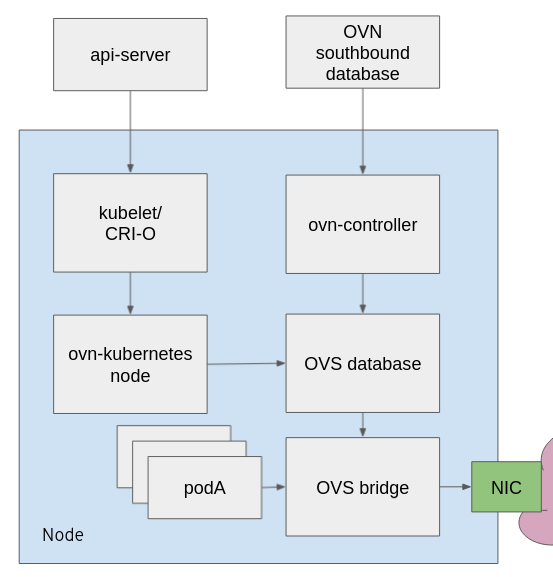 api-server
OVN
southbound
database
kubelet/
CRI-O
ovn-controller
ovn-kubernetes
node
OVS database
podA
OVS bridge
NIC
Node